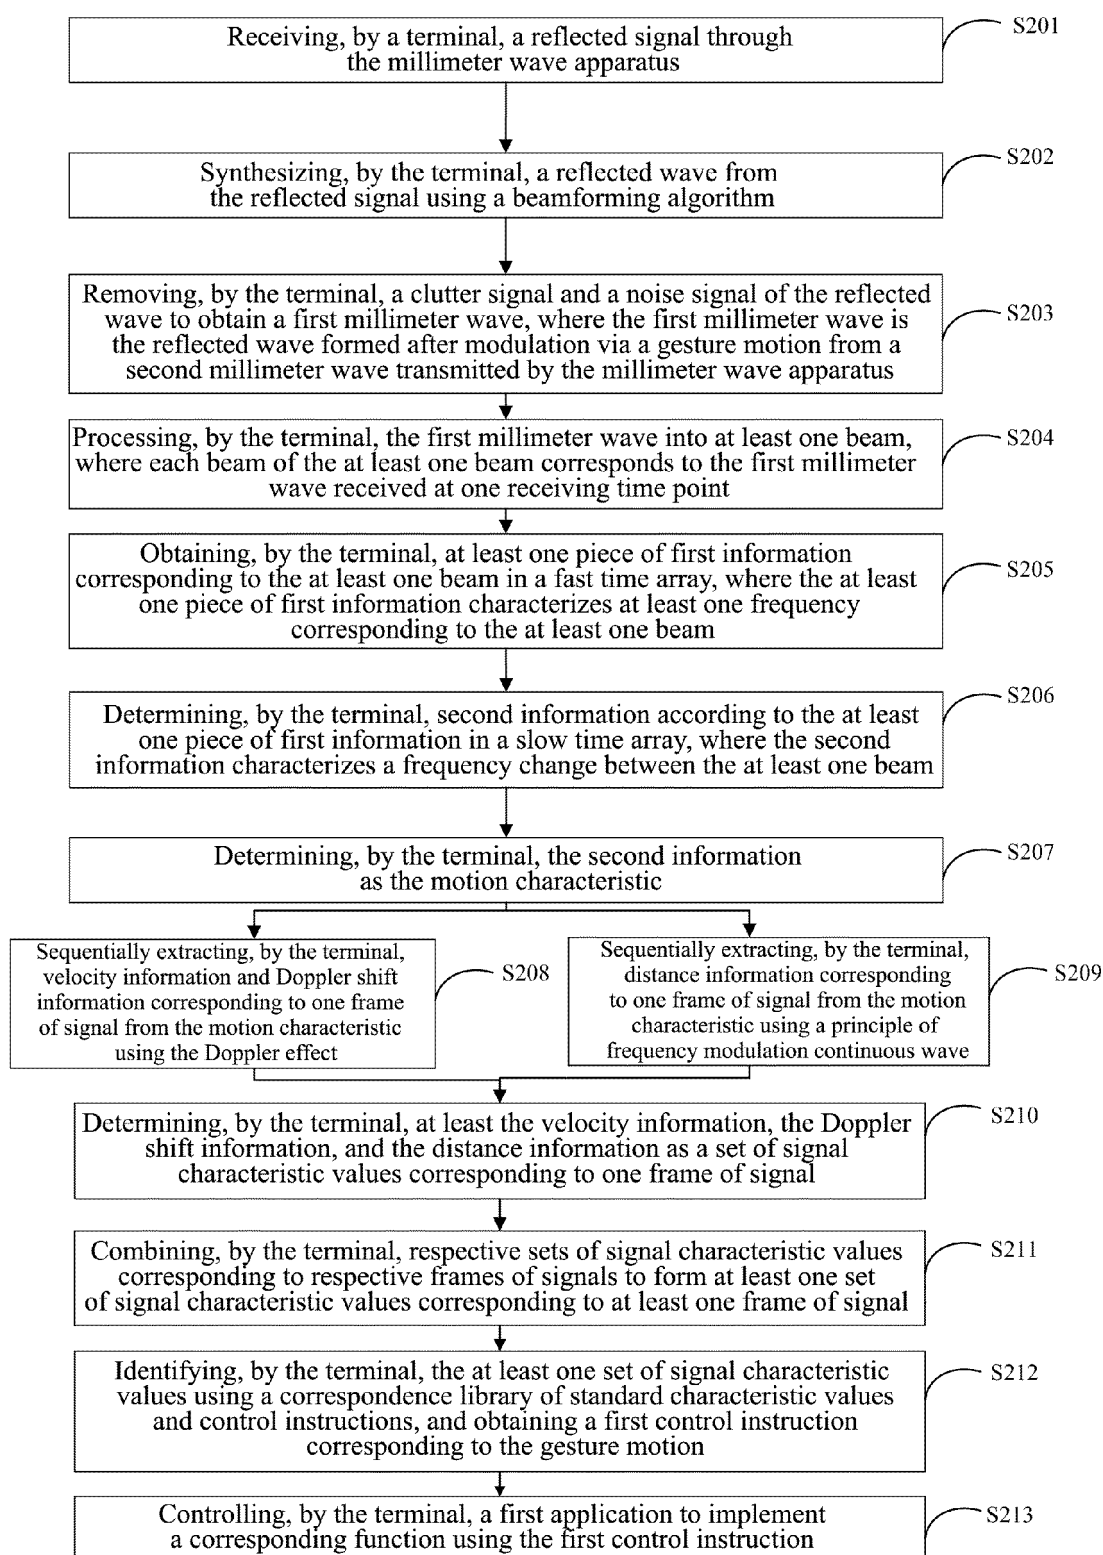 Receiving, by a terminal, a reflected signal through
the millimeter wave apparatus
S201
Synthesizing, by the terminal, a reflected wave from
the reflected signal using a beamforming algorithm
S202
Removing, by the terminal, a clutter signal and a noise signal of the reflected
wave to obtain a first millimeter wave, where the first millimeter wave is
the reflected wave formed after modulation via a gesture motion from a
second millimeter wave transmitted by the millimeter wave apparatus
S203
Processing, by the terminal, the first millimeter wave into at least one beam,
where each beam of the at least one beam corresponds to the first millimeter
wave received at one receiving time point
S204
Obtaining, by the terminal, at least one piece of first information
corresponding to the at least one beam in a fast time array, where the at least
one piece of first information characterizes at least one frequency
corresponding to the at least one beam
S205
Determining, by the terminal, second information according to the at least
one piece of first information in a slow time array, where the second
information characterizes a frequency change between the at least one beam
S206
Determining, by the terminal, the second information
as the motion characteristic
S207
Sequentially extracting, by the terminal,
velocity information and Doppler shift
information corresponding to one frame
of signal from the motion characteristic
using the Doppler effect
S208
Sequentially extracting, by the terminal,
distance information corresponding
to one frame of signal from the motion
characteristic using a principle of
frequency modulation continuous wave
S209
Determining, by the terminal, at least the velocity information, the Doppler
shift information, and the distance information as a set of signal
characteristic values corresponding to one frame of signal
S210
Combining, by the terminal, respective sets of signal characteristic values
corresponding to respective frames of signals to form at least one set
of signal characteristic values corresponding to at least one frame of signal
S211
Identifying, by the terminal, the at least one set of signal characteristic
values using a correspondence library of standard characteristic values
and control instructions, and obtaining a first control instruction
corresponding to the gesture motion
S212
Controlling, by the terminal, a first application to implement
a corresponding function using the first control instruction
S213